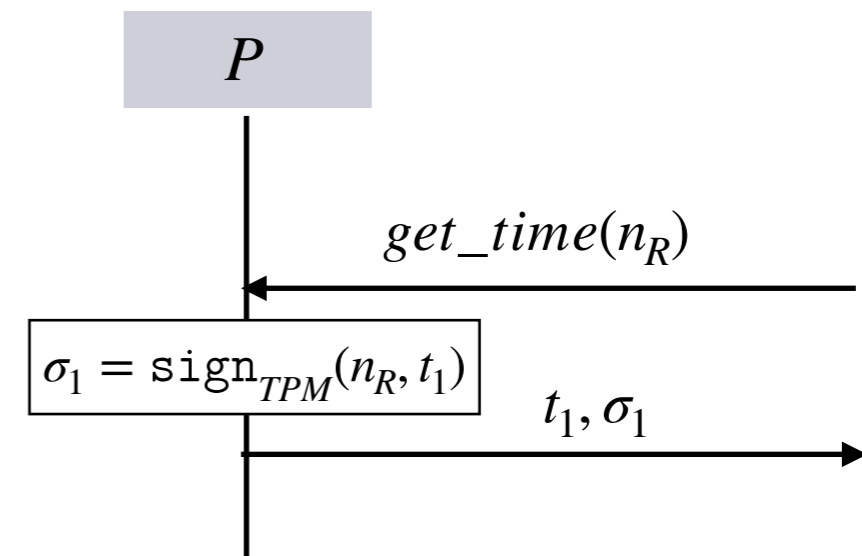 P
get_time(n_R)
σ_1 = sign_TPM(n_R, t_1)
t_1, σ_1